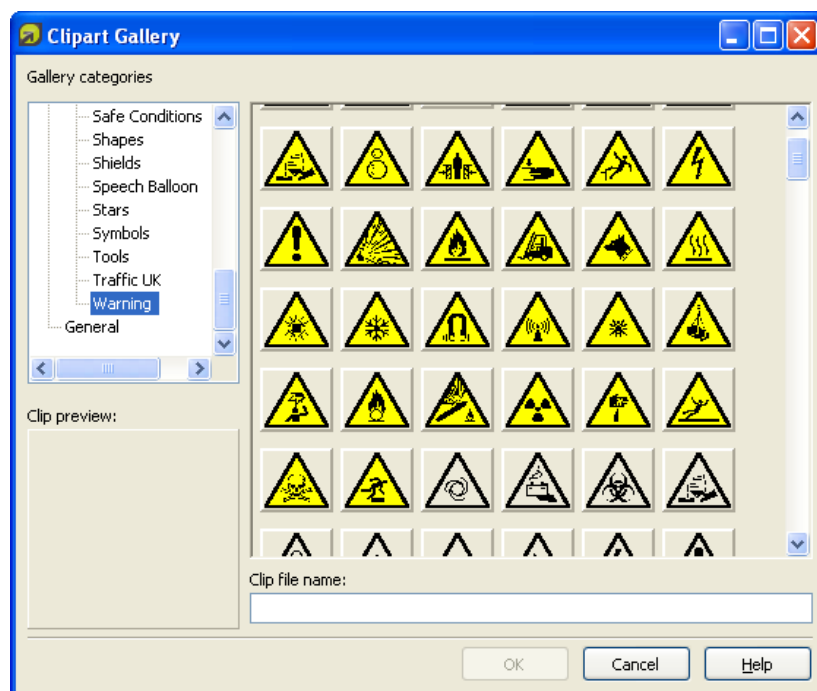 Clipart Gallery
Gallery categories
Safe Conditions
Shapes
Shields
Speech Balloon
Stars
Symbols
Tools
Traffic UK
Warning
General
Clip preview:
Clip file name:
OK
Cancel
Help